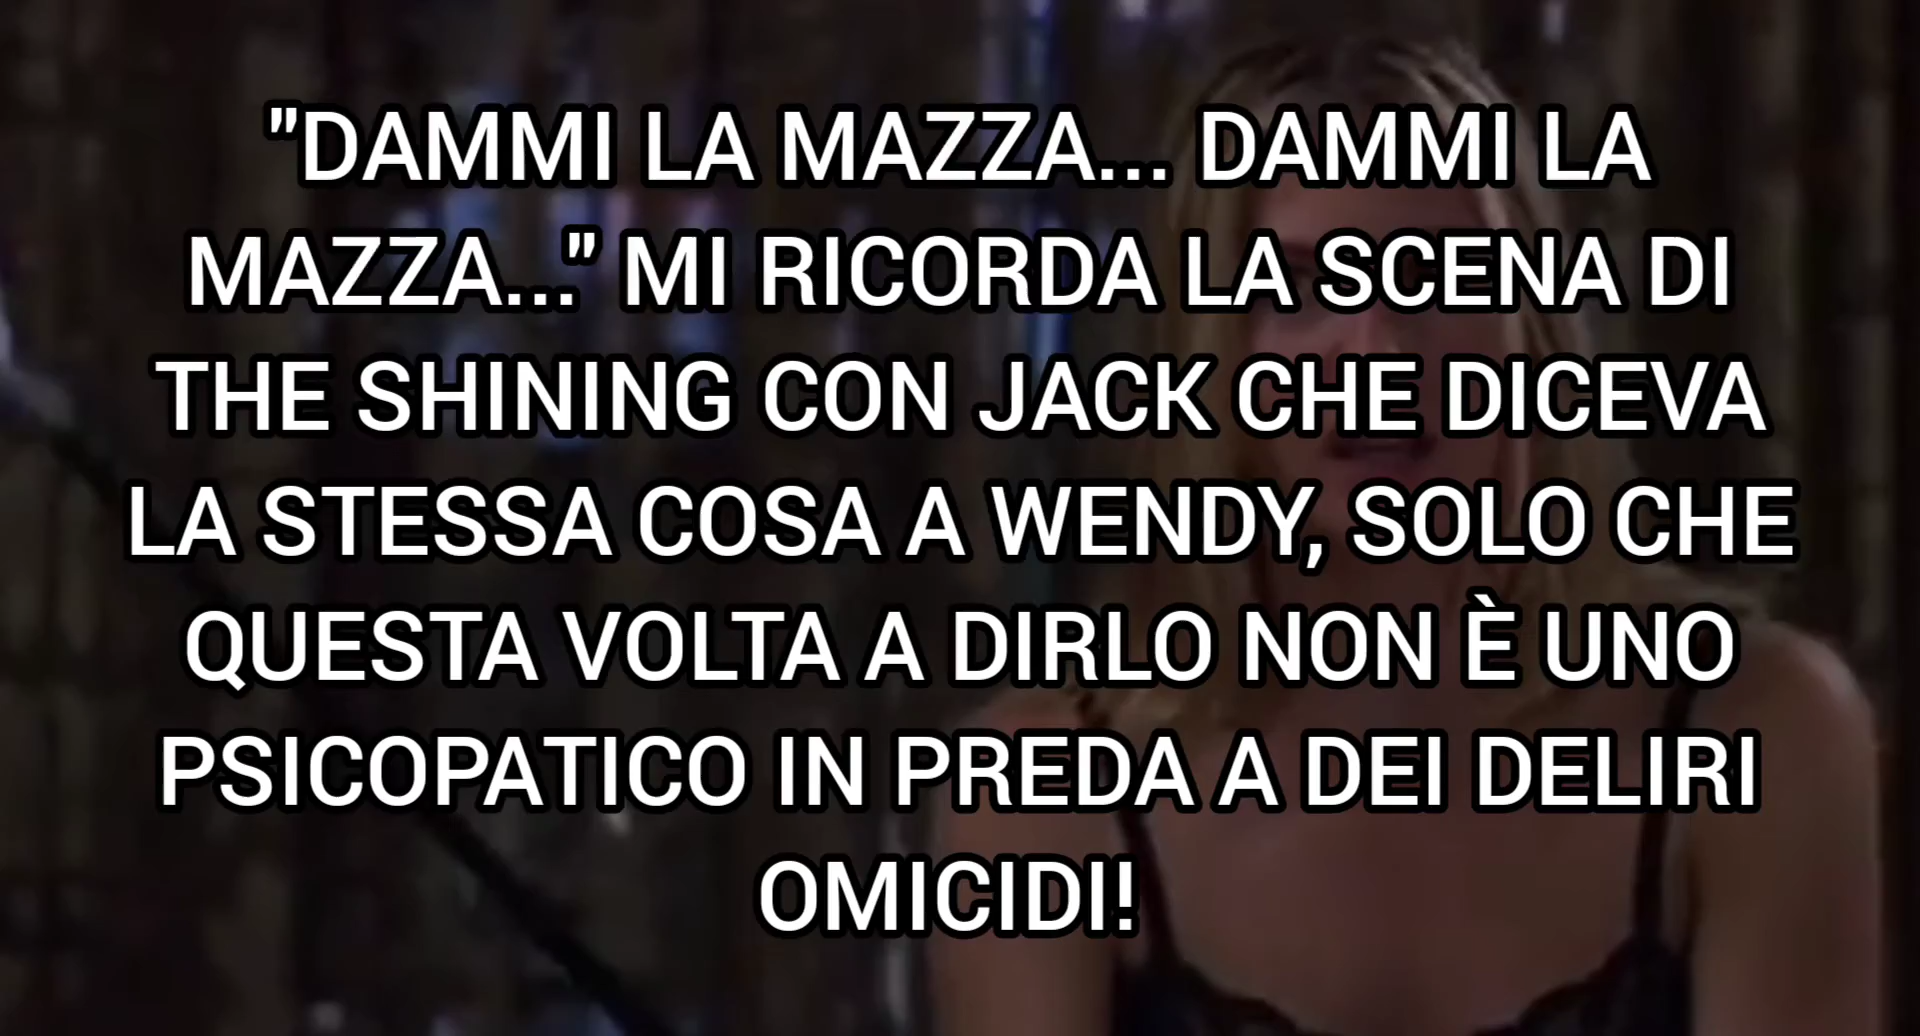 "DAMMI LA MAZZA... DAMMI LA
MAZZA..." MI RICORDA LA SCENA DI
THE SHINING CON JACK CHE DICEVA
LA STESSA COSA A WENDY, SOLO CHE
QUESTA VOLTA A DIRLO NON È UNO
PSICOPATICO IN PREDA A DEI DELIRI
OMICIDI!